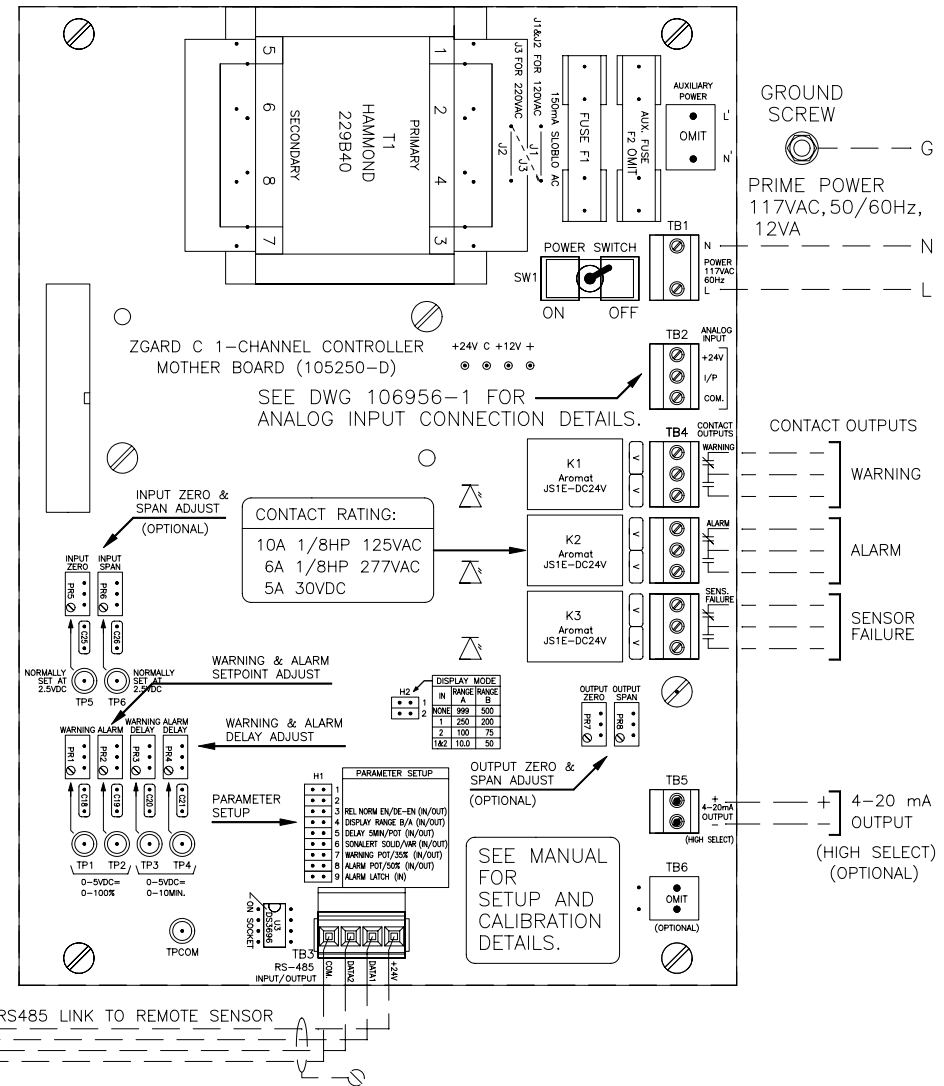 5
6
8
7
SECONDARY
T1
HAMMOND
229B40
PRIMARY
1
2
4
3
J1&J2 FOR 120VAC
J3 FOR 220VAC
J1
J3
J2
150mA SLOBLO AC
FUSE F1
AUX. FUSE
F2 OMIT
AUXILIARY
POWER
L'
OMIT
N'
GROUND
SCREW
G
PRIME POWER
117VAC,50/60Hz,
12VA
TB1
N
POWER
117VAC
60Hz
L
N
L
POWER SWITCH
SW1
ON OFF
ZGARD C 1-CHANNEL CONTROLLER
MOTHER BOARD (105250-D)
+24V C +12V +
SEE DWG 106956-1 FOR
ANALOG INPUT CONNECTION DETAILS.
TB2
ANALOG
INPUT
+24V
I/P
COM.
TB4
CONTACT
OUTPUTS
WARNING
CONTACT OUTPUTS
WARNING
K1
Aromat
JS1E-DC24V
V
V
K2
Aromat
JS1E-DC24V
V
V
ALARM
ALARM
K3
Aromat
JS1E-DC24V
V
V
SENS.
FAILURE
SENSOR
FAILURE
CONTACT RATING:
10A 1/8HP 125VAC
6A 1/8HP 277VAC
5A 30VDC
INPUT ZERO &
SPAN ADJUST
(OPTIONAL)
INPUT
ZERO
INPUT
SPAN
PR5
PR6
C25
C26
NORMALLY
SET AT
2.5VDC
TP5
TP6
NORMALLY
SET AT
2.5VDC
WARNING & ALARM
SETPOINT ADJUST
WARNING & ALARM
DELAY ADJUST
WARNING
ALARM
WARNING
DELAY
ALARM
DELAY
PR1
PR2
PR3
PR4
C18
C19
C20
C21
TP1
TP2
TP3
TP4
0-5VDC=
0-100%
0-5VDC=
0-10MIN.
TPCOM
H2
1
2
DISPLAY MODE
IN RANGE A RANGE B
NONE 999 500
1 250 200
2 100 75
1&2 10.0 50
PARAMETER
SETUP
H1
PARAMETER SETUP
1
2
3 REL NORM EN/DE-EN (IN/OUT)
4 DISPLAY RANGE B/A (IN/OUT)
5 DELAY 5MIN/POT (IN/OUT)
6 SONALERT SOLID/VAR (IN/OUT)
7 WARNING POT/35% (IN/OUT)
8 ALARM POT/50% (IN/OUT)
9 ALARM LATCH (IN)
OUTPUT
ZERO
OUTPUT
SPAN
PR7
PR8
OUTPUT ZERO &
SPAN ADJUST
(OPTIONAL)
TB5
+
4-20mA
OUTPUT
-
(HIGH SELECT)
+
-
4-20 mA
OUTPUT
(HIGH SELECT)
(OPTIONAL)
TB6
OMIT
(OPTIONAL)
SEE MANUAL
FOR
SETUP AND
CALIBRATION
DETAILS.
ON SOCKET
U3
DS3696
TB3
RS-485
INPUT/OUTPUT
COM.
DATA2
DATA1
+24V
RS485 LINK TO REMOTE SENSOR